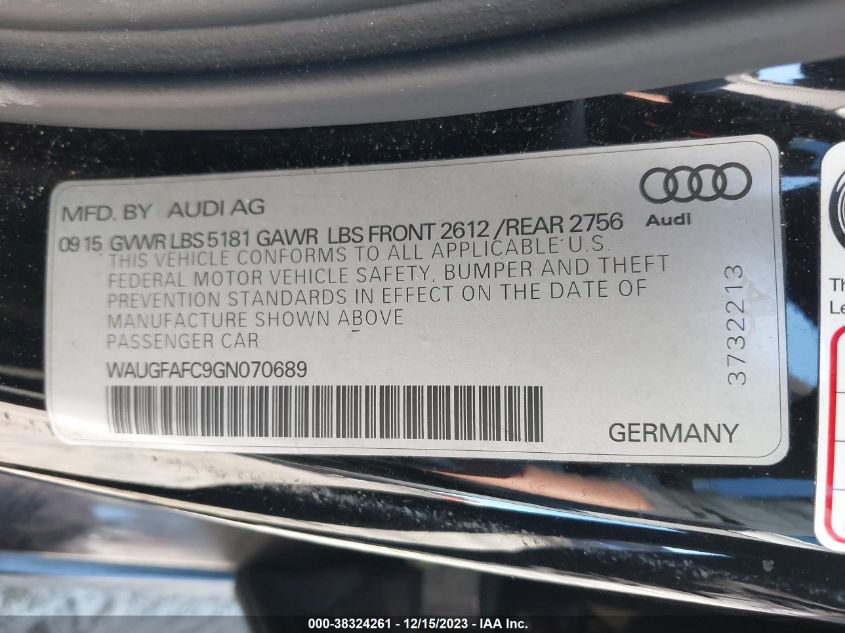 MFD. BY AUDI AG
Audi
09 15 GVWR LBS 5181 GAWR LBS FRONT 2612 / REAR 2756
THIS VEHICLE CONFORMS TO ALL APPLICABLE U.S.
FEDERAL MOTOR VEHICLE SAFETY, BUMPER AND THEFT
PREVENTION STANDARDS IN EFFECT ON THE DATE OF
MANUFACTURE SHOWN ABOVE
PASSENGER CAR
WAUGFAFC9GN070689
GERMANY
3732213
000-38324261 - 12/15/2023 - IAA Inc.